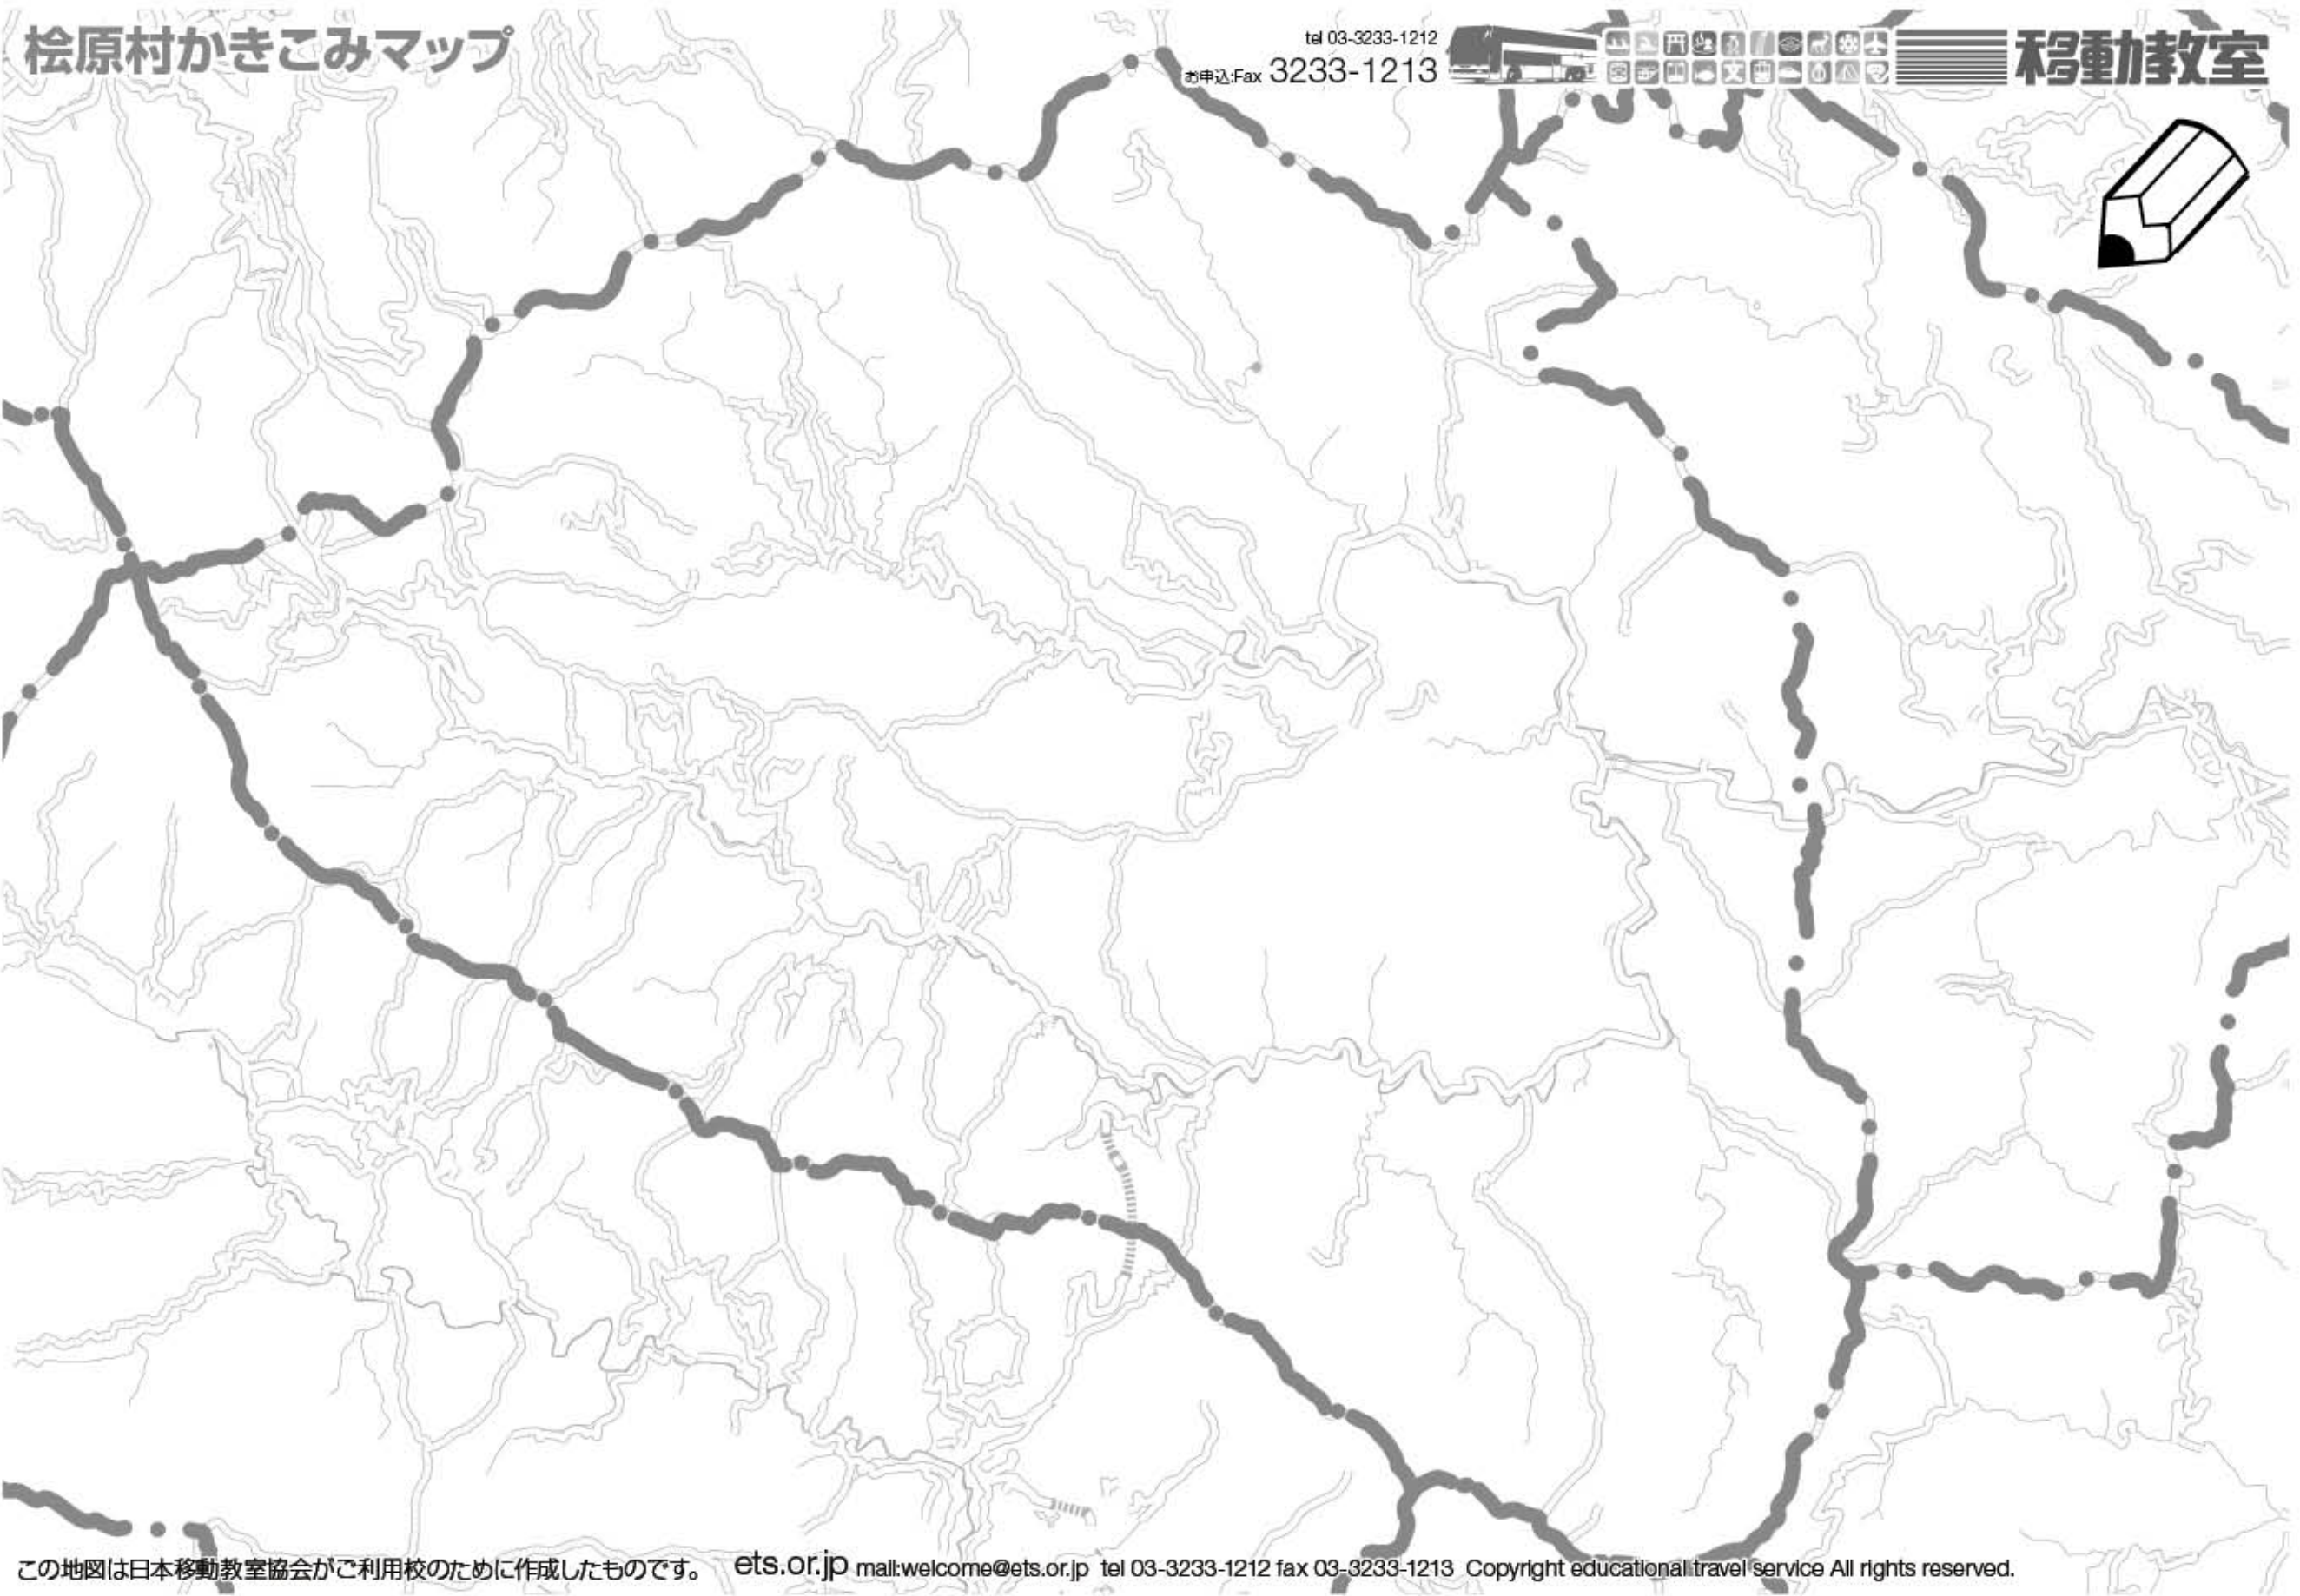 桧原村かきこみマップ
tel 03-3233-1212
お申込:Fax 3233-1213
文
移動教室
この地図は日本移動教室協会がご利用校のために作成したものです。 ets.or.jp mail:welcome@ets.or.jp tel 03-3233-1212 fax 03-3233-1213 Copyright educational travel service All rights reserved.